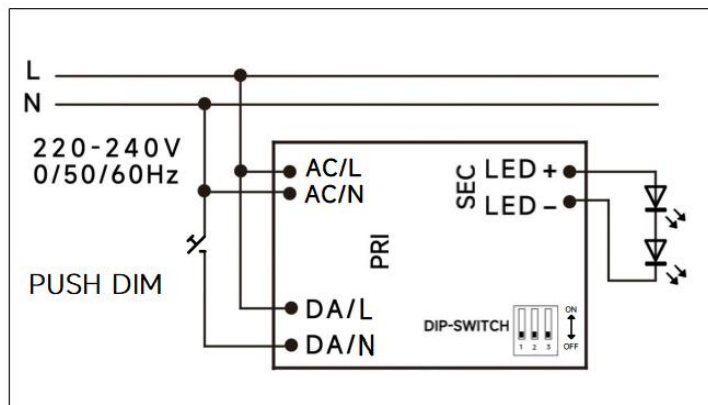 L
N
220-240V
0/50/60Hz
AC/L
AC/N
PRI
SEC
LED +
LED -
PUSH DIM
DA/L
DA/N
DIP-SWITCH
ON
OFF
1 2 3